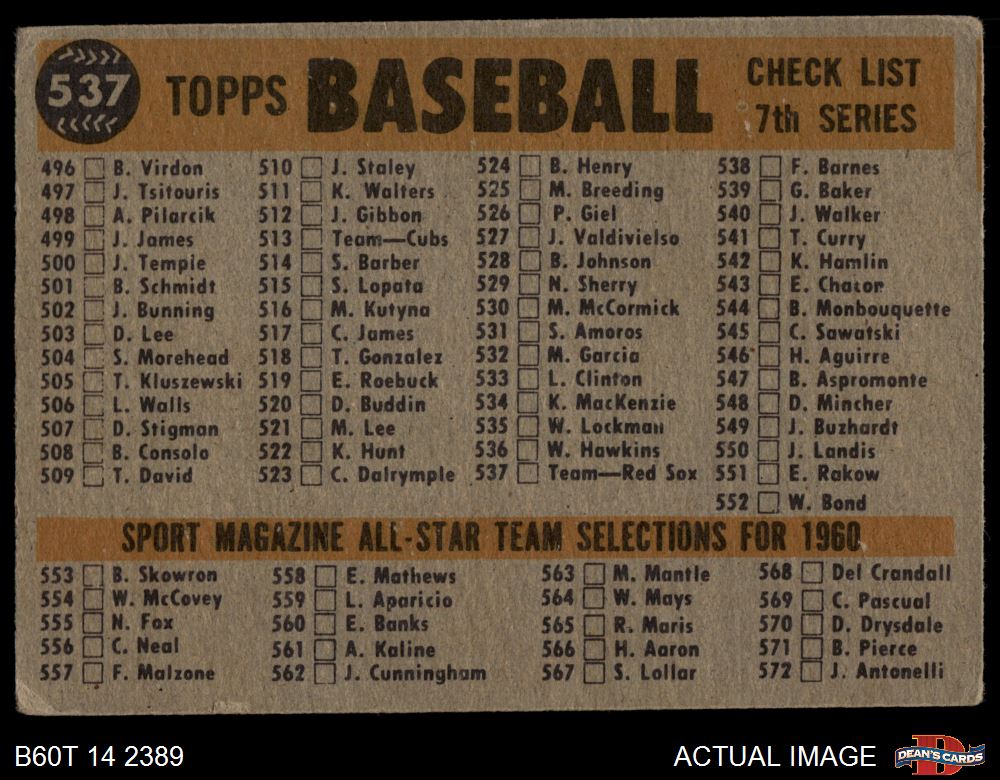 537 TOPPS BASEBALL CHECK LIST
7th SERIES
496 B. Virdon
497 J. Tsitouris
498 A. Pilarcik
499 J. James
500 J. Temple
501 B. Schmidt
502 J. Bunning
503 D. Lee
504 S. Morehead
505 T. Kluszewski
506 L. Walls
507 D. Stigman
508 B. Consolo
509 T. David
510 J. Staley
511 K. Walters
512 J. Gibbon
513 Team—Cubs
514 S. Barber
515 S. Lopata
516 M. Kutyna
517 C. James
518 T. Gonzalez
519 E. Roebuck
520 D. Buddin
521 M. Lee
522 K. Hunt
523 C. Dalrymple
524 B. Henry
525 M. Breeding
526 P. Giel
527 J. Valdivielso
528 B. Johnson
529 N. Sherry
530 M. McCormick
531 S. Amoros
532 M. Garcia
533 L. Clinton
534 K. MacKenzie
535 W. Lockman
536 W. Hawkins
537 Team—Red Sox
538 F. Barnes
539 G. Baker
540 J. Walker
541 T. Curry
542 K. Hamlin
543 E. Chacon
544 B. Monbouquette
545 C. Sawatski
546 H. Aguirre
547 B. Aspromonte
548 D. Mincher
549 J. Buzhardt
550 J. Landis
551 E. Rakow
552 W. Bond
SPORT MAGAZINE ALL-STAR TEAM SELECTIONS FOR 1960
553 B. Skowron
554 W. McCovey
555 N. Fox
556 C. Neal
557 F. Malzone
558 E. Mathews
559 L. Aparicio
560 E. Banks
561 A. Kaline
562 J. Cunningham
563 M. Mantle
564 W. Mays
565 R. Maris
566 H. Aaron
567 S. Lollar
568 Del Crandall
569 C. Pascual
570 D. Drysdale
571 B. Pierce
572 J. Antonelli
B60T 14 2389
ACTUAL IMAGE
D
DEAN'S CARDS